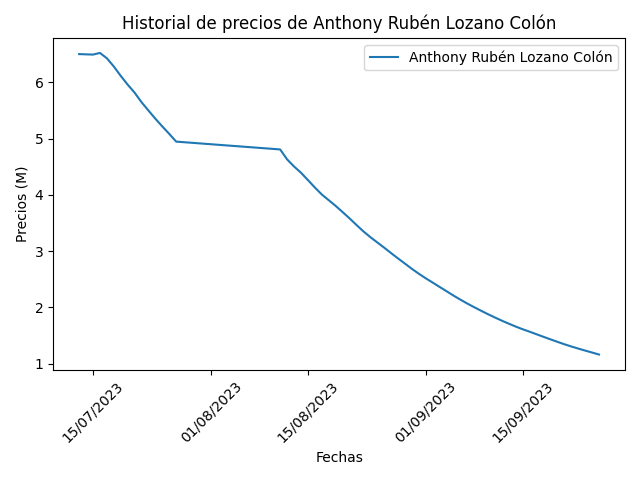 Historial de precios de Anthony Rubén Lozano Colón
Anthony Rubén Lozano Colón
Precios (M)
6
5
4
3
2
1
15/07/2023
01/08/2023
15/08/2023
01/09/2023
15/09/2023
Fechas